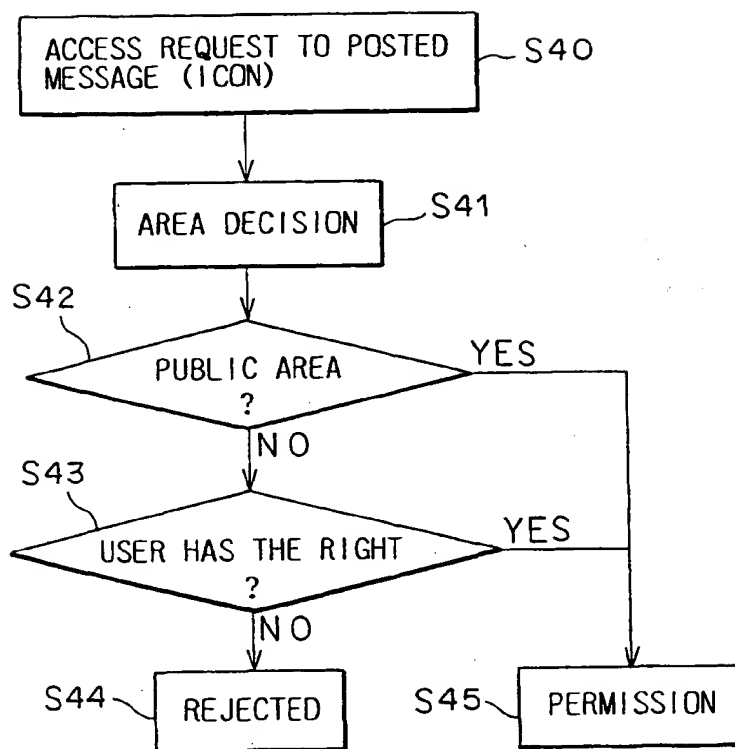 ACCESS REQUEST TO POSTED
MESSAGE (ICON)
S40
AREA DECISION
S41
S42
PUBLIC AREA
?
YES
NO
S43
USER HAS THE RIGHT
?
YES
NO
S44
REJECTED
S45
PERMISSION